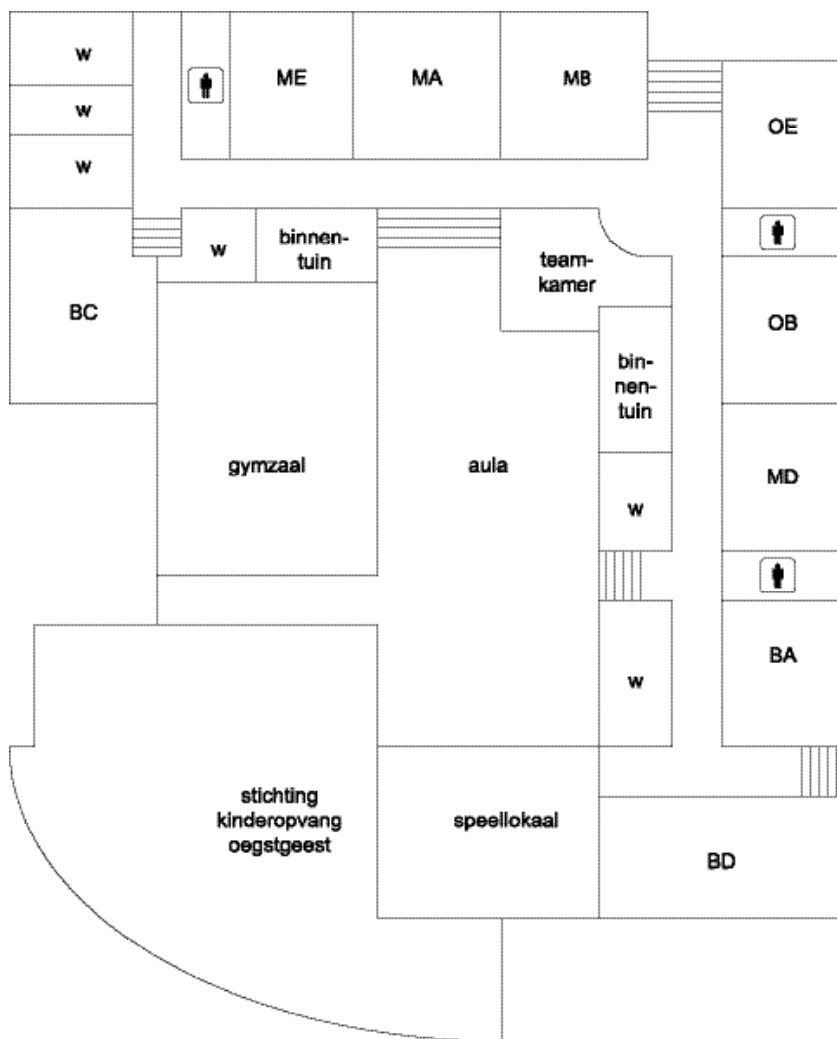 w
ME
MA
MB
w
OE
w
w
binnen-
tuin
team-
kamer
BC
OB
bin-
nen-
tuin
gymzaal
aula
MD
w
BA
w
stichting
kinderopvang
oegstgeest
speellokaal
BD